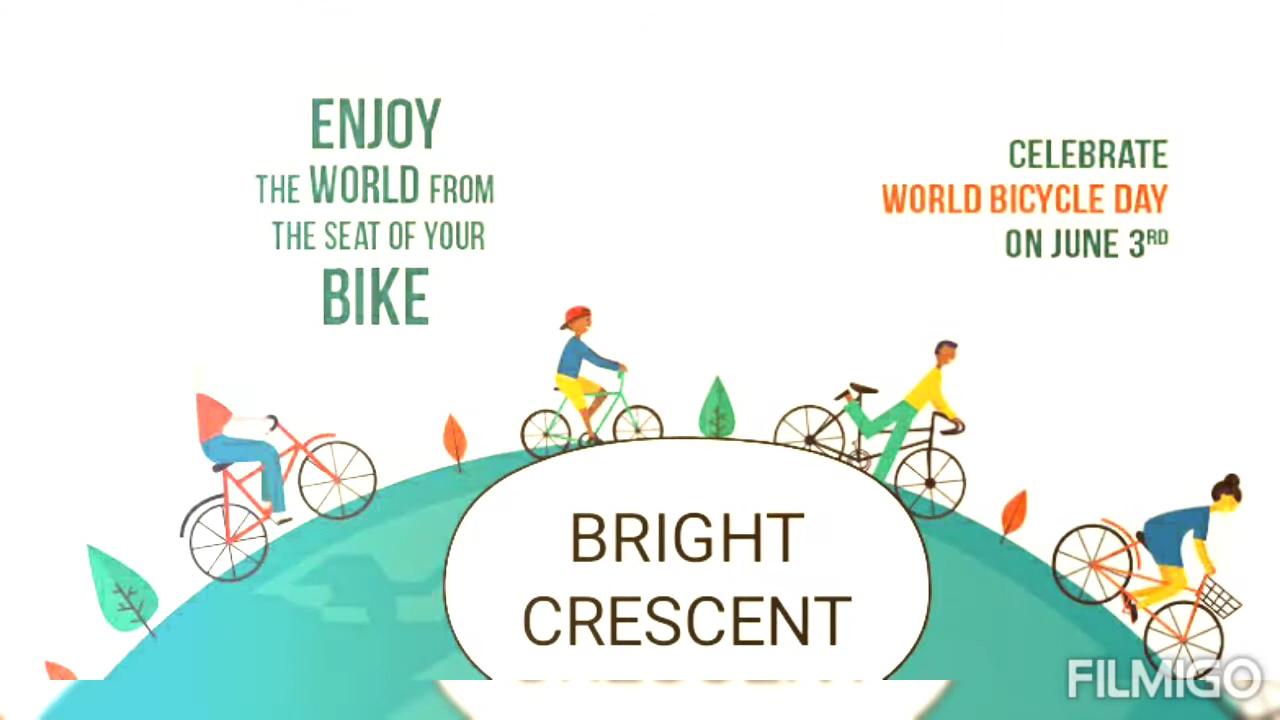 ENJOY
THE WORLD FROM
THE SEAT OF YOUR
BIKE
CELEBRATE
WORLD BICYCLE DAY
ON JUNE 3RD
BRIGHT
CRESCENT
FILMIGO